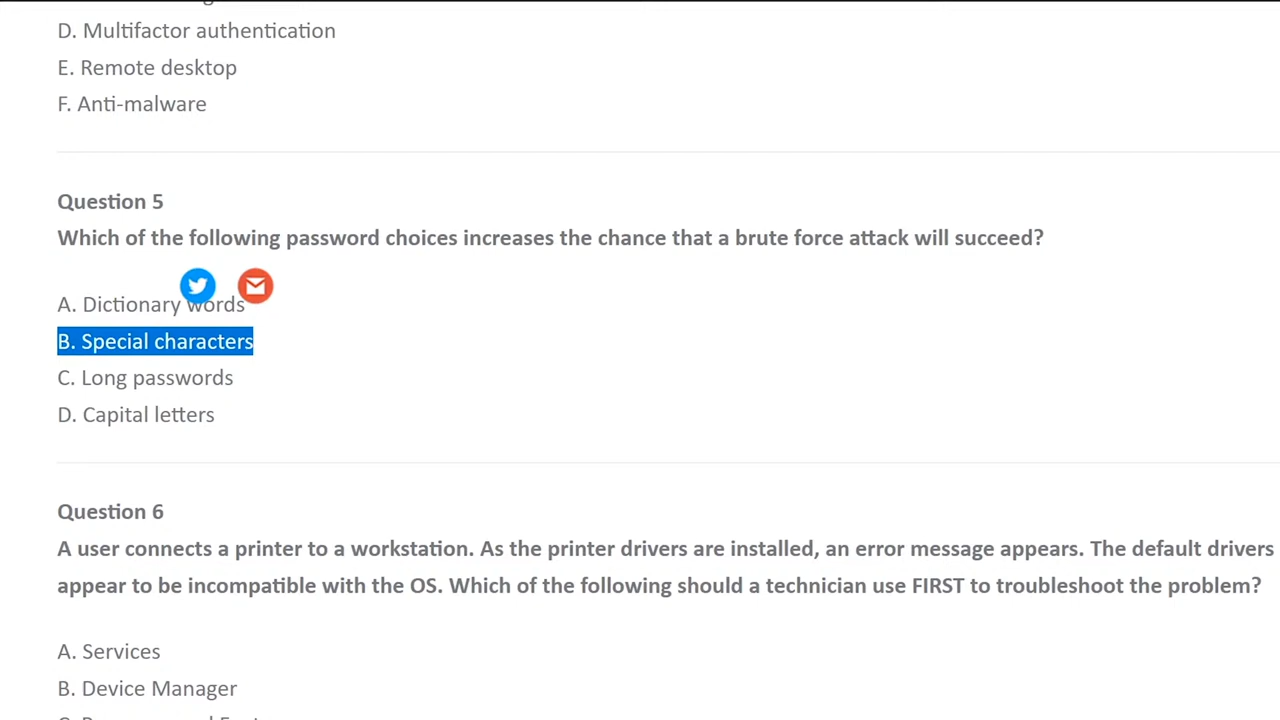 D. Multifactor authentication
E. Remote desktop
F. Anti-malware
Question 5
Which of the following password choices increases the chance that a brute force attack will succeed?
A. Dictionary words
B. Special characters
C. Long passwords
D. Capital letters
Question 6
A user connects a printer to a workstation. As the printer drivers are installed, an error message appears. The default drivers
appear to be incompatible with the OS. Which of the following should a technician use FIRST to troubleshoot the problem?
A. Services
B. Device Manager